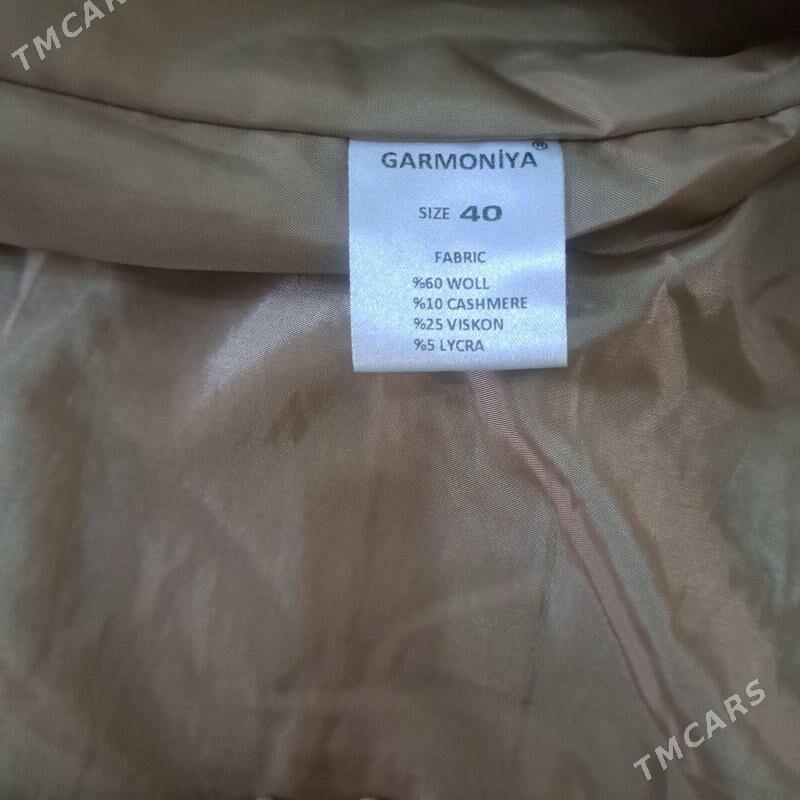 TMCARS
GARMONİYA®
SIZE 40
FABRIC
%60 WOLL
%10 CASHMERE
%25 VISKON
%5 LYCRA
TMCARS